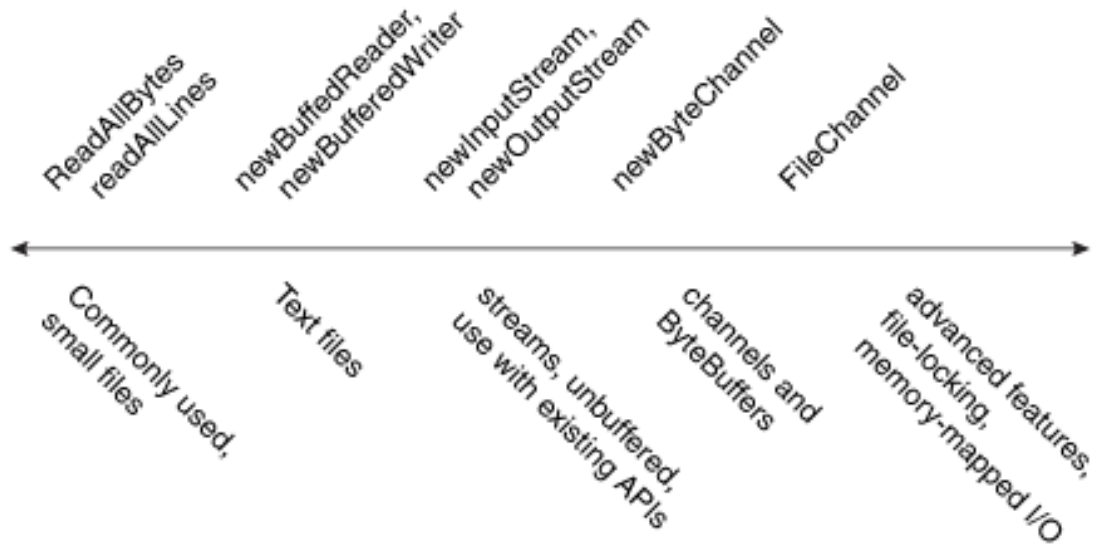 ReadAllBytes
readAllLines
newBuffedReader,
newBufferedWriter
newInputStream,
newOutputStream
newByteChannel
FileChannel
Commonly used,
small files
Text files
streams, unbuffered,
use with existing APIs
channels and
ByteBuffers
advanced features,
file-locking,
memory-mapped I/O